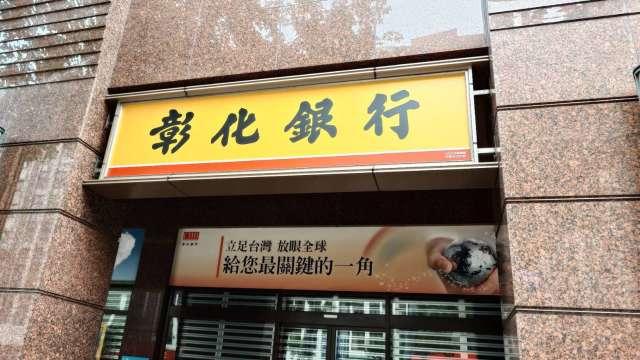 彰化銀行
立足台灣 放眼全球
給您最關鍵的一角